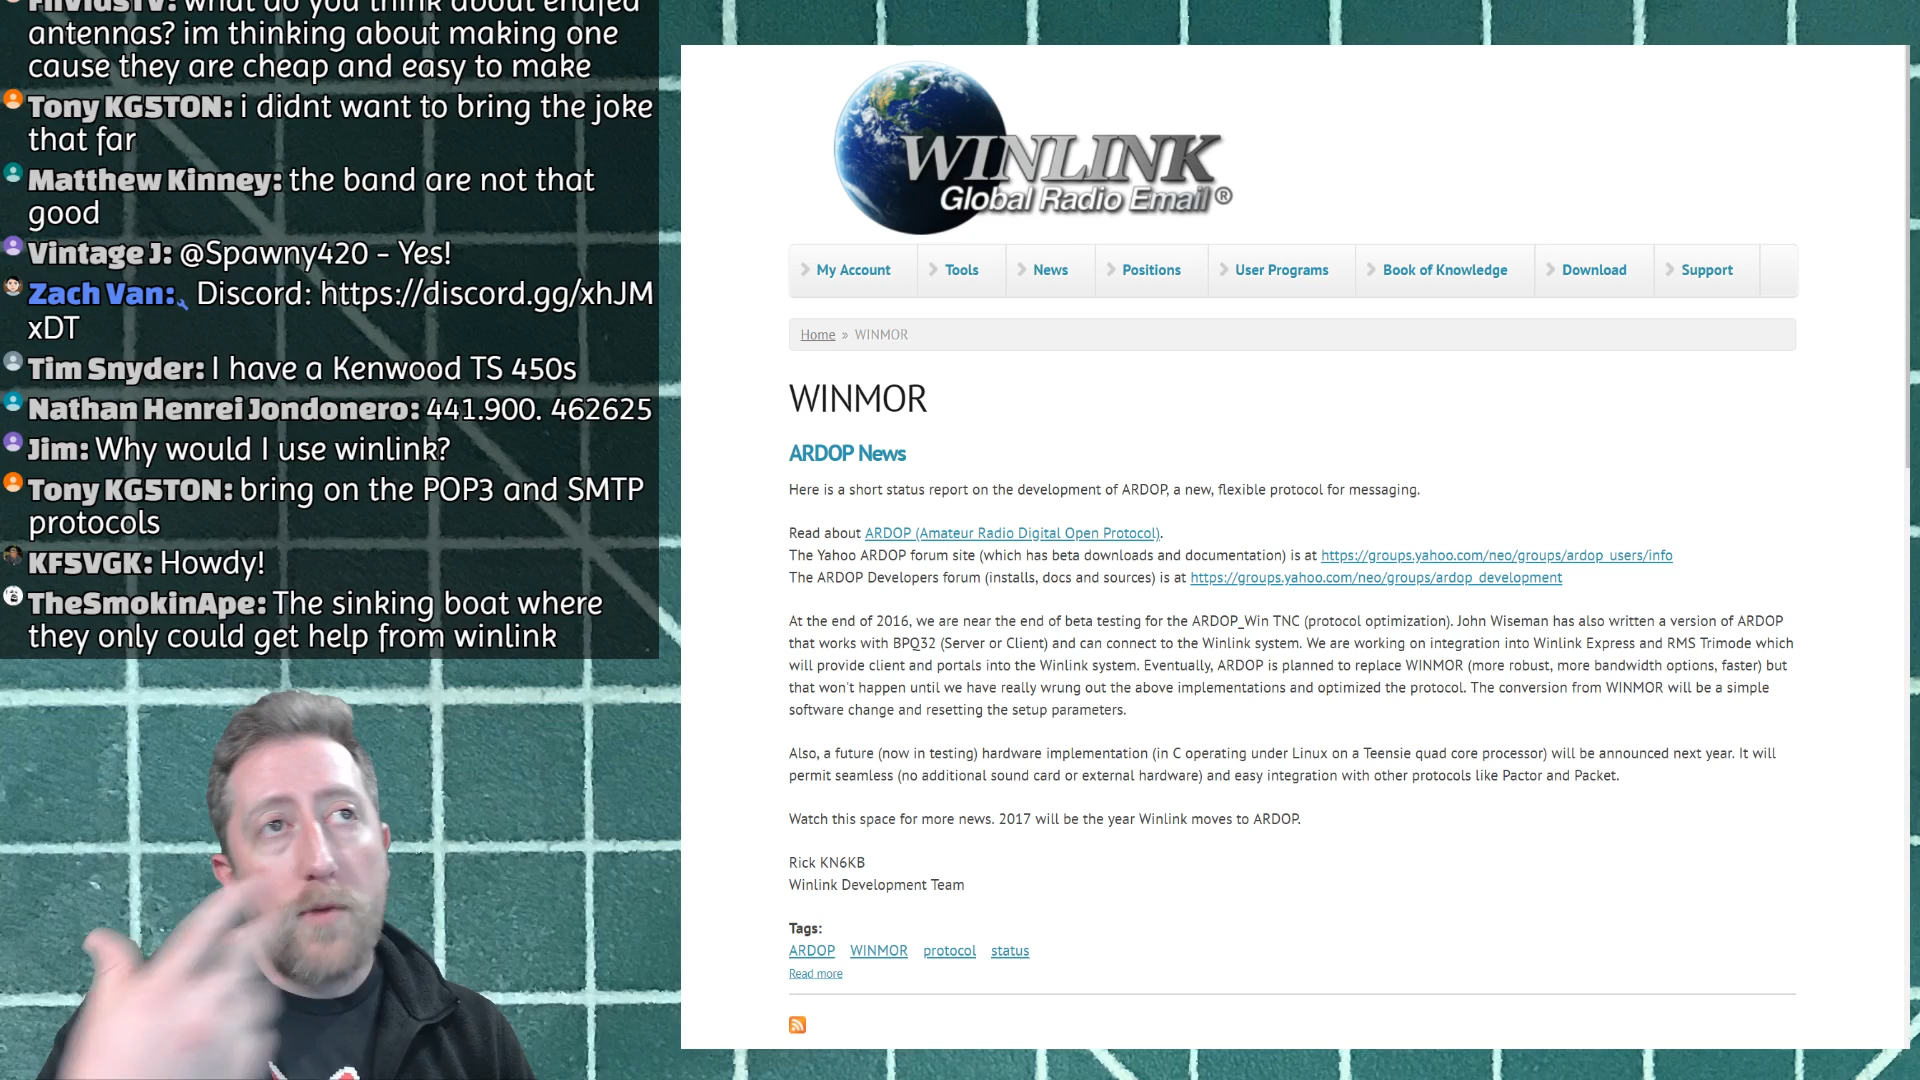 FnVidsTV: what do you think about endfed
antennas? im thinking about making one
cause they are cheap and easy to make
Tony KG5TON: i didnt want to bring the joke
that far
Matthew Kinney: the band are not that
good
Vintage J: @Spawny420 - Yes!
Zach Van: Discord: https://discord.gg/xhJM
xDT
Tim Snyder: I have a Kenwood TS 450s
Nathan Henrei Jondonero: 441.900. 462625
Jim: Why would I use winlink?
Tony KG5TON: bring on the POP3 and SMTP
protocols
KF5VGK: Howdy!
TheSmokinApe: The sinking boat where
they only could get help from winlink
WINLINK
Global Radio Email ®
My Account
Tools
News
Positions
User Programs
Book of Knowledge
Download
Support
Home » WINMOR
WINMOR
ARDOP News
Here is a short status report on the development of ARDOP, a new, flexible protocol for messaging.
Read about ARDOP (Amateur Radio Digital Open Protocol).
The Yahoo ARDOP forum site (which has beta downloads and documentation) is at https://groups.yahoo.com/neo/groups/ardop_users/info
The ARDOP Developers forum (installs, docs and sources) is at https://groups.yahoo.com/neo/groups/ardop_development
At the end of 2016, we are near the end of beta testing for the ARDOP_Win TNC (protocol optimization). John Wiseman has also written a version of ARDOP
that works with BPQ32 (Server or Client) and can connect to the Winlink system. We are working on integration into Winlink Express and RMS Trimode which
will provide client and portals into the Winlink system. Eventually, ARDOP is planned to replace WINMOR (more robust, more bandwidth options, faster) but
that won't happen until we have really wrung out the above implementations and optimized the protocol. The conversion from WINMOR will be a simple
software change and resetting the setup parameters.
Also, a future (now in testing) hardware implementation (in C operating under Linux on a Teensie quad core processor) will be announced next year. It will
permit seamless (no additional sound card or external hardware) and easy integration with other protocols like Pactor and Packet.
Watch this space for more news. 2017 will be the year Winlink moves to ARDOP.
Rick KN6KB
Winlink Development Team
Tags:
ARDOP WINMOR protocol status
Read more